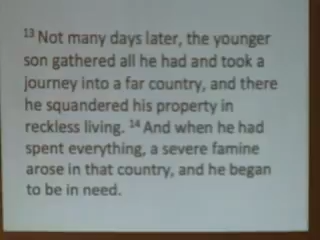 13 Not many days later, the younger
son gathered all he had and took a
journey into a far country, and there
he squandered his property in
reckless living. 14 And when he had
spent everything, a severe famine
arose in that country, and he began
to be in need.